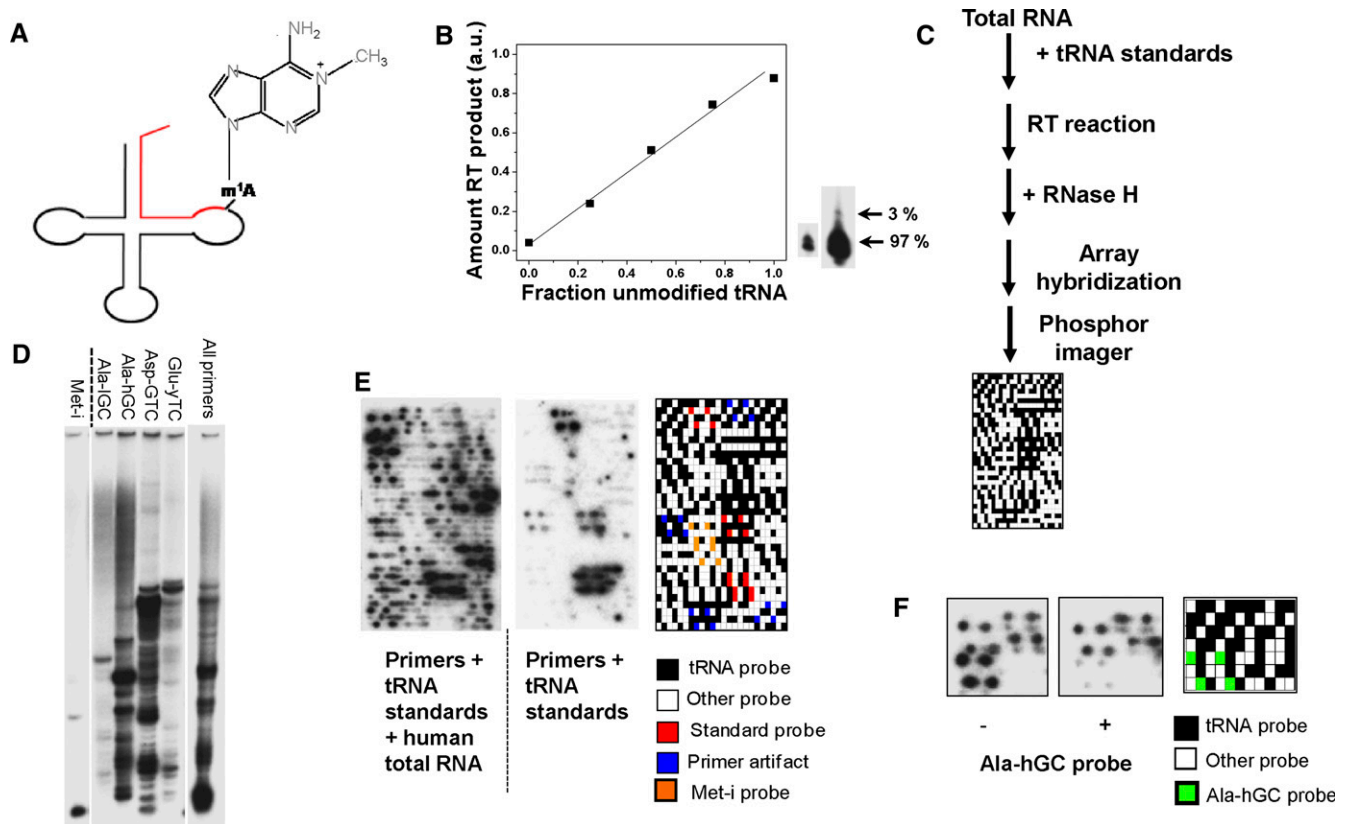 A
NH₂
N
+
N
CH₃
N
N
m¹A
B
Amount RT product (a.u.)
1.0
0.8
0.6
0.4
0.2
0.0
0.0
0.2
0.4
0.6
0.8
1.0
Fraction unmodified tRNA
3 %
97 %
C
Total RNA
+ tRNA standards
RT reaction
+ RNase H
Array
hybridization
Phosphor
imager
D
Met-i
Ala-IGC
Ala-hGC
Asp-GTC
Glu-yTC
All primers
E
Primers +
tRNA
standards
+ human
total RNA
Primers +
tRNA
standards
tRNA probe
Other probe
Standard probe
Primer artifact
Met-i probe
F
-
+
Ala-hGC probe
tRNA probe
Other probe
Ala-hGC probe